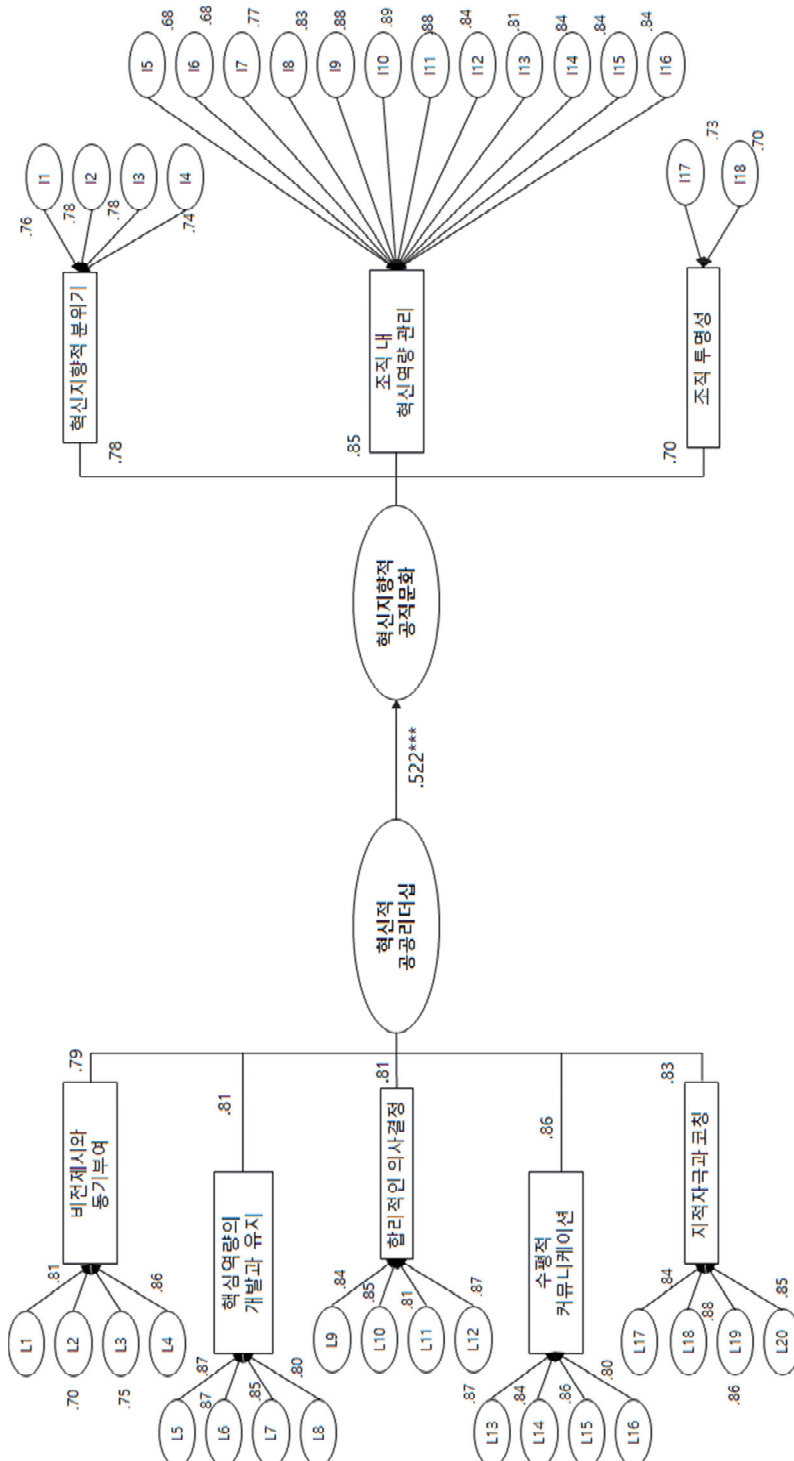 L1
L2
L3
L4
.81
.70
.75
.86
비전제시와
동기부여
.79
L5
L6
L7
L8
.87
.87
.85
.80
핵심역량의
개발과 유지
.81
L9
L10
L11
L12
.84
.85
.81
.87
합리적인 의사결정
.81
L13
L14
L15
L16
.87
.84
.86
.80
수평적
커뮤니케이션
.86
L17
L18
L19
L20
.84
.88
.86
.85
지적자극과 코칭
.83
혁신적
공공리더십
.522***
혁신지향적
공직문화
.78
혁신지향적 분위기
.76
.78
.78
.74
I1
I2
I3
I4
.85
조직 내
혁신역량 관리
I5
.68
I6
.68
I7
.77
I8
.83
I9
.88
I10
.89
I11
.88
I12
.84
I13
.81
I14
.84
I15
.84
I16
.84
.70
조직 투명성
I17
.73
I18
.70